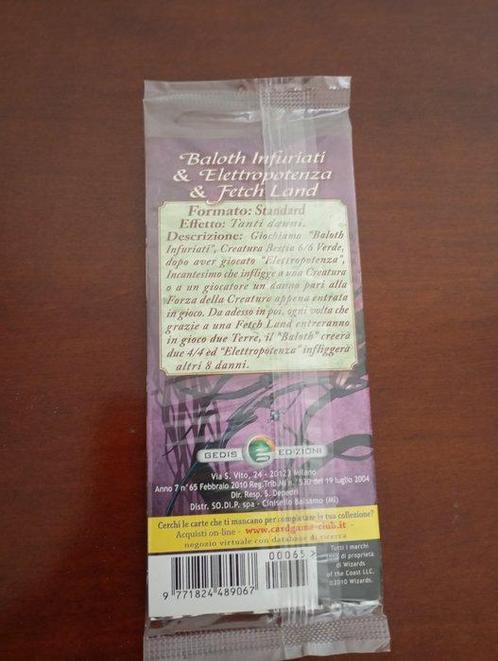 Baloth Infuriati
& Elettropotenza
& Fetch Land
Formato: Standard
Effetto: Tanti danni.
Descrizione: Giochiamo "Baloth
Infuriati", Creatura Bestia 6/6 Verde,
dopo aver giocato "Elettropotenza",
Incantesimo che infligge a una Creatura
o a un giocatore un danno pari alla
Forza della Creatura appena entrata
in gioco. Da adesso in poi, ogni volta che
grazie a una Fetch Land entreranno
in gioco due Terre, il "Baloth" creerà
due 4/4 ed "Elettropotenza" infliggerà
altri 8 danni.
GEDIS EDIZIONI
Via S. Vito, 24 - 20123 Milano
Anno 7 n° 65 Febbraio 2010 Reg.Trib.Mi n.° 530 del 19 luglio 2004
Dir. Resp. S. Depedri
Distr. SO.DI.P. spa - Cinisello Balsamo (Mi)
Cerchi le carte che ti mancano per completare la tua collezione?
Acquisti on-line - www.cardgame-club.it -
negozio virtuale con database di ricerca
00065 >
9 771824 489067
Tutti i marchi
sono di proprietà
di Wizards
of the Coast LLC.
©2010 Wizards.